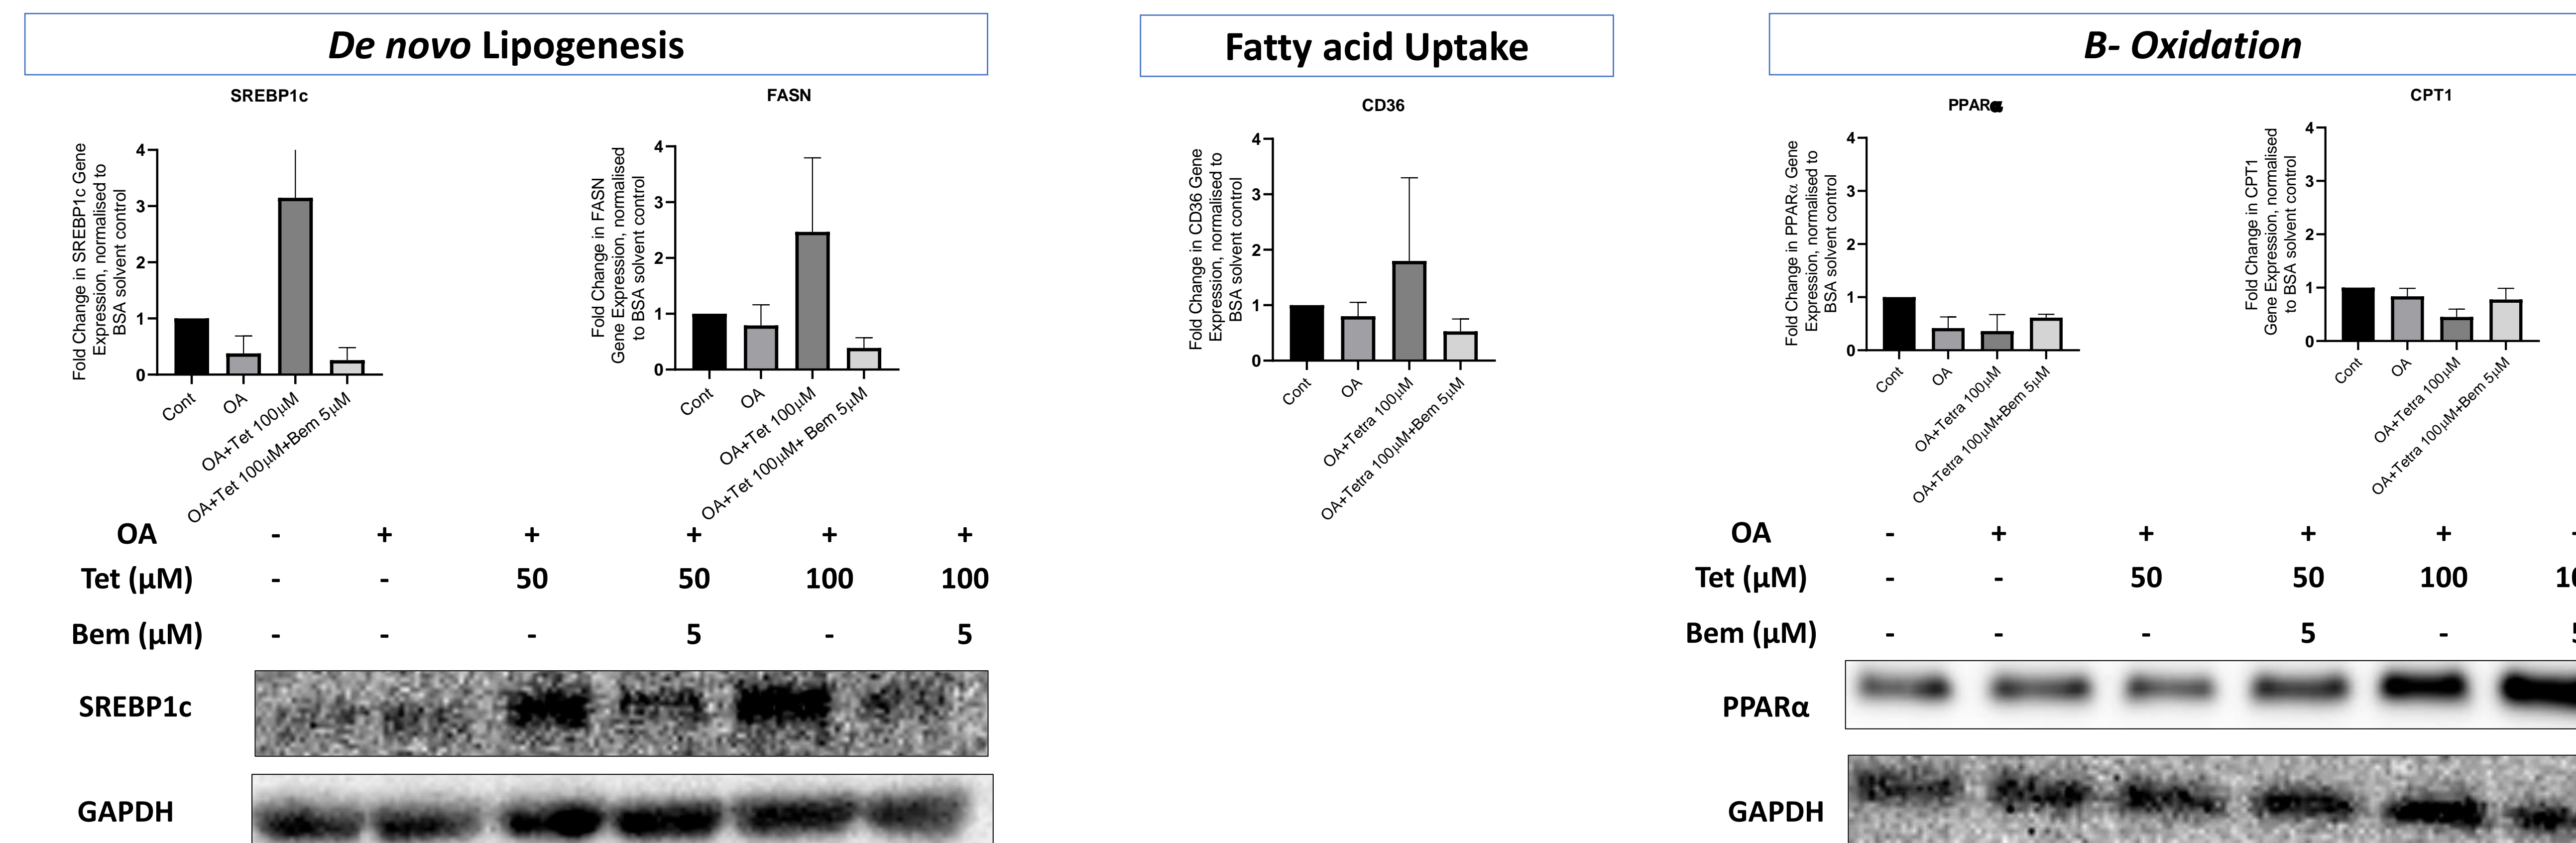 De novo Lipogenesis
Fatty acid Uptake
B- Oxidation
SREBP1c
Fold Change in SREBP1c Gene
Expression, normalised to
BSA solvent control
4
3
2
1
0
Cont
OA
OA+Tet 100μM
OA+Tet 100μM+Bem 5μM
FASN
Fold Change in FASN
Gene Expression, normalised
to BSA solvent control
4
3
2
1
0
Cont
OA
OA+Tet 100μM
OA+Tet 100μM+ Bem 5μM
CD36
Fold Change in CD36 Gene
Expression, normalised to
BSA solvent control
4
3
2
1
0
Cont
OA
OA+Tetra 100μM
OA+Tetra 100μM+Bem 5μM
PPARα
Fold Change in PPARα Gene
Expression, normalised to
BSA solvent control
4
3
2
1
0
Cont
OA
OA+Tetra 100μM
OA+Tetra 100μM+Bem 5μM
CPT1
Fold Change in CPT1
Gene Expression, normalised
to BSA solvent control
4
3
2
1
0
Cont
OA
OA+Tetra 100μM
OA+Tetra 100μM+Bem 5μM
OA - + + + + +
Tet (μM) - - 50 50 100 100
Bem (μM) - - - 5 - 5
SREBP1c
GAPDH
OA - + + + +
Tet (μM) - - 50 50 100
Bem (μM) - - - 5 -
PPARα
GAPDH